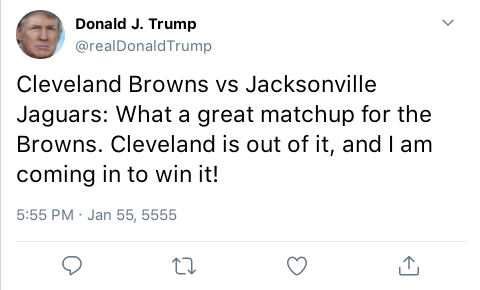 Donald J. Trump
@realDonaldTrump
Cleveland Browns vs Jacksonville
Jaguars: What a great matchup for the
Browns. Cleveland is out of it, and I am
coming in to win it!
5:55 PM · Jan 55, 5555